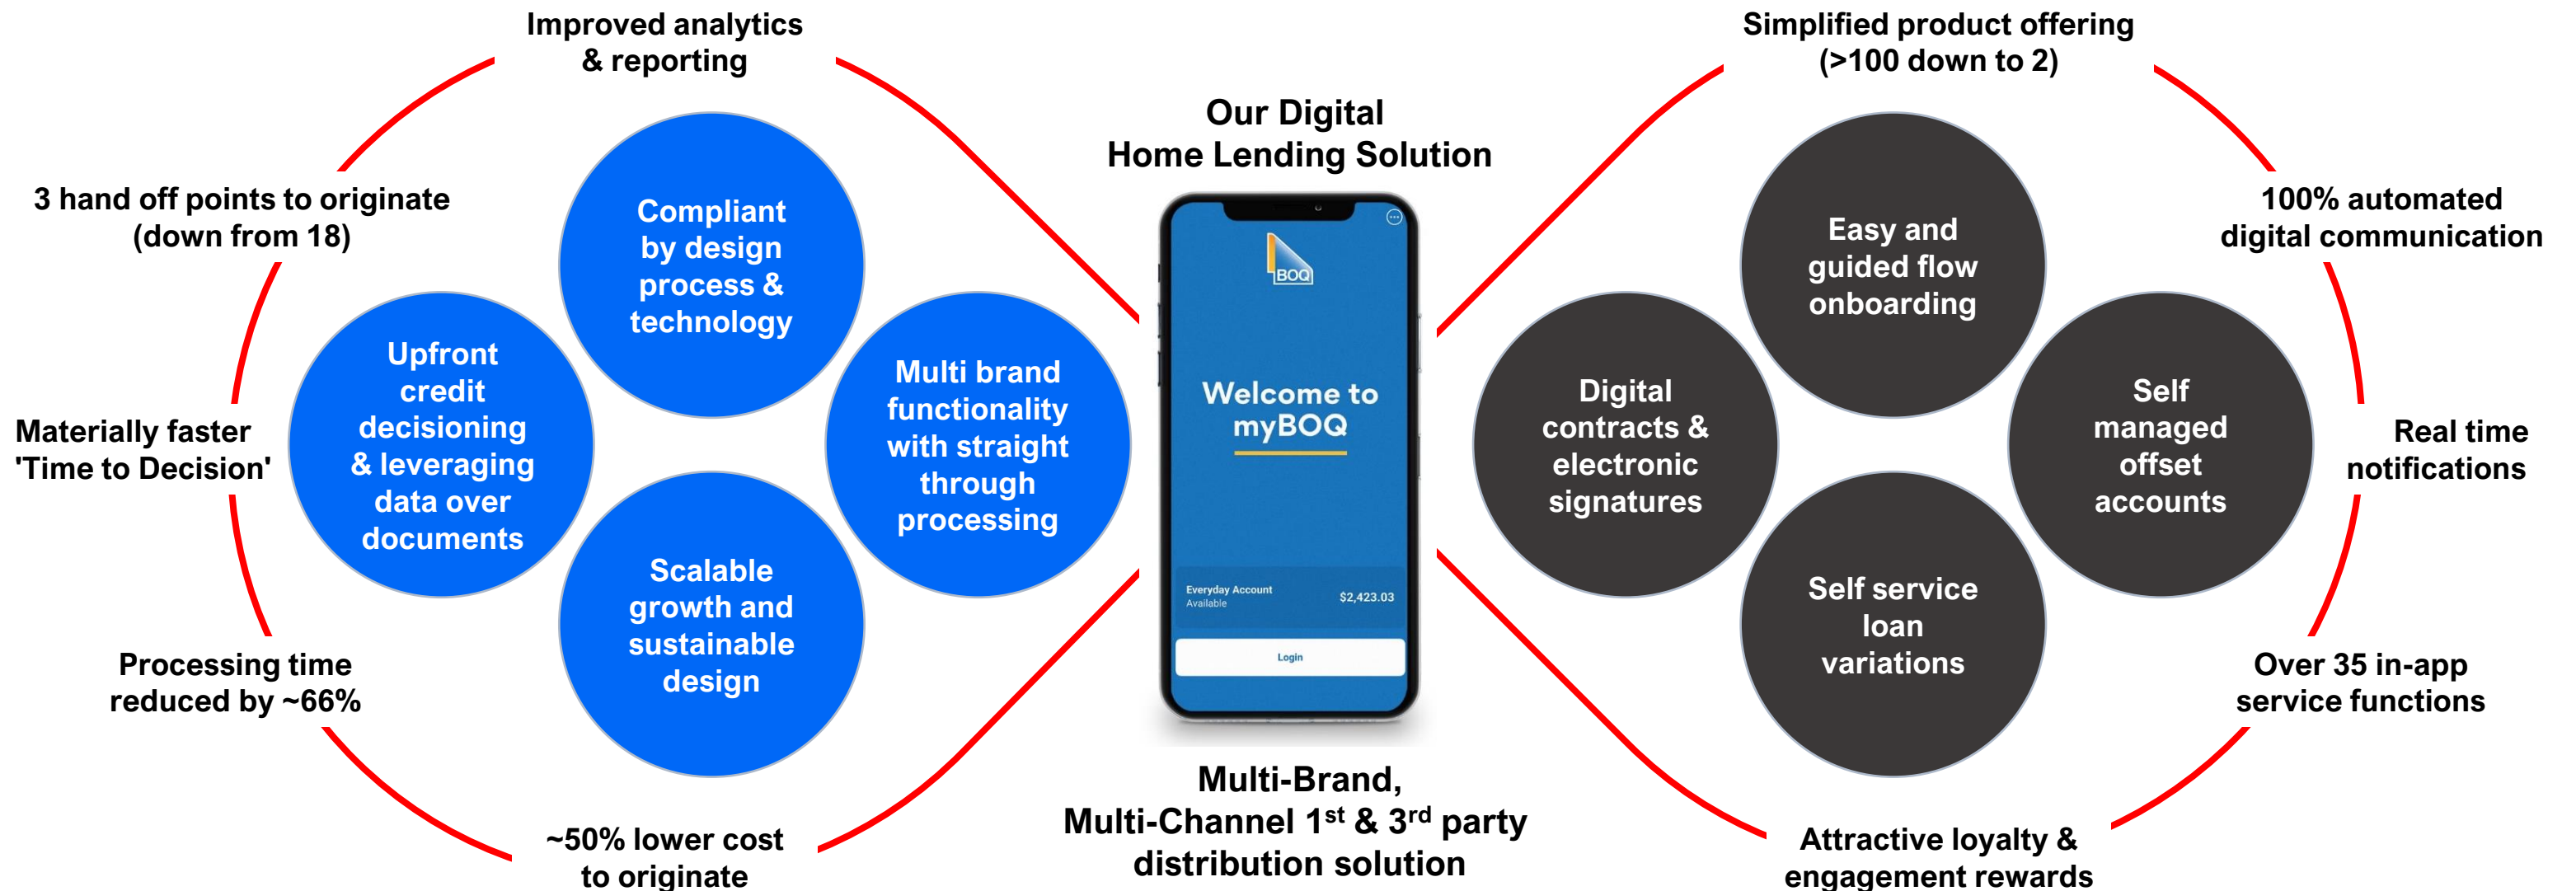 Improved analytics
& reporting
3 hand off points to originate
(down from 18)
Materially faster
'Time to Decision'
Processing time
reduced by ~66%
~50% lower cost
to originate
Compliant
by design
process &
technology
Upfront
credit
decisioning
& leveraging
data over
documents
Multi brand
functionality
with straight
through
processing
Scalable
growth and
sustainable
design
Our Digital
Home Lending Solution
BOQ
Welcome to
myBOQ
Everyday Account
Available
$2,423.03
Login
Multi-Brand,
Multi-Channel 1st & 3rd party
distribution solution
Simplified product offering
(>100 down to 2)
Easy and
guided flow
onboarding
Digital
contracts &
electronic
signatures
Self
managed
offset
accounts
Self service
loan
variations
100% automated
digital communication
Real time
notifications
Over 35 in-app
service functions
Attractive loyalty &
engagement rewards